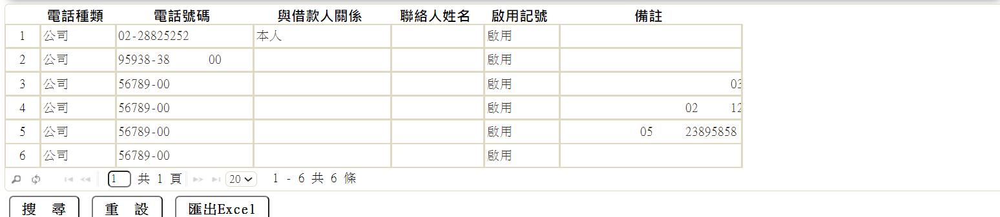 電話種類 電話號碼 與借款人關係 聯絡人姓名 啟用記號 備註
1 公司 02-28825252 本人 啟用
2 公司 95938-38 00 啟用
3 公司 56789-00 啟用 03
4 公司 56789-00 啟用 02 12
5 公司 56789-00 啟用 05 23895858
6 公司 56789-00 啟用
1 共 1 頁 20 1 - 6 共 6 條
搜 尋 重 設 匯出Excel